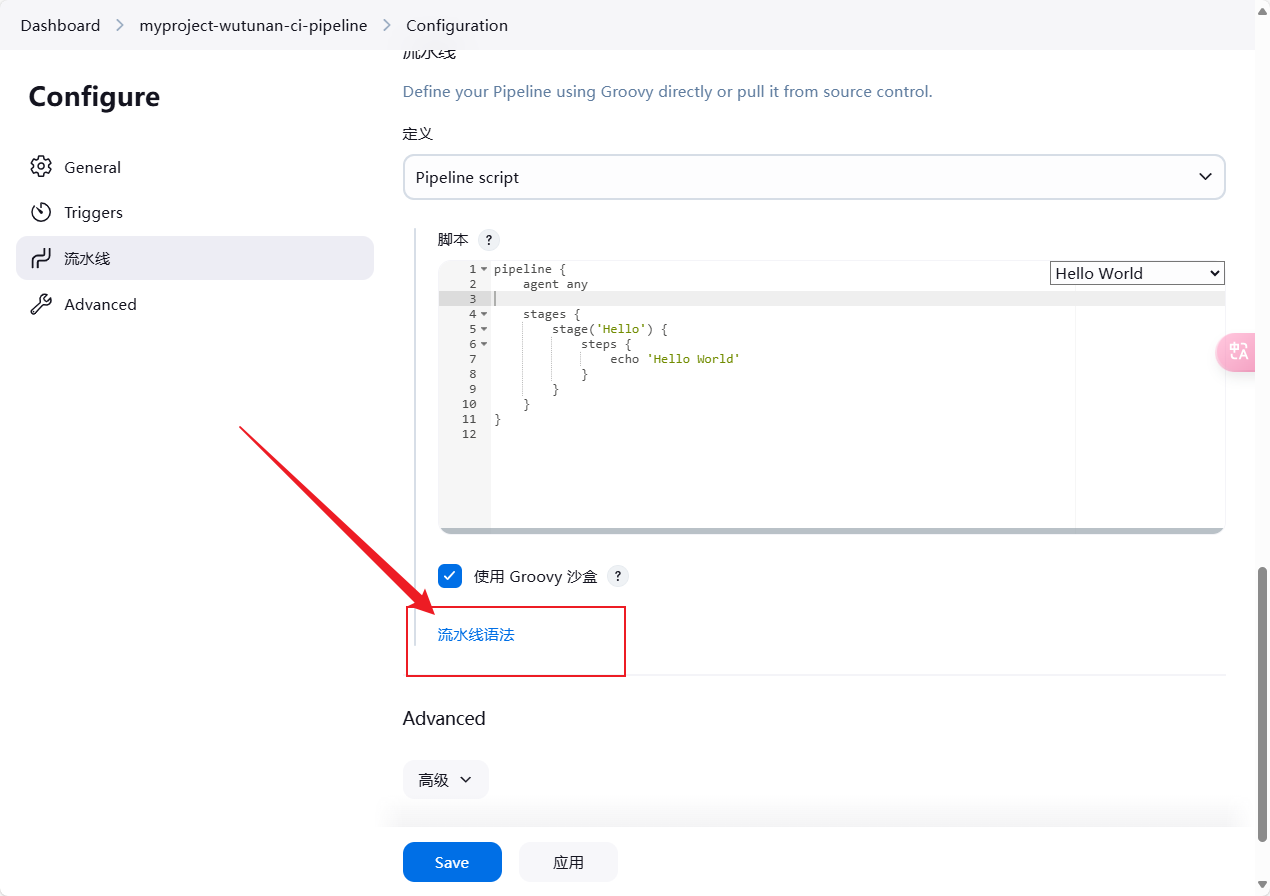 Dashboard > myproject-wutunan-ci-pipeline > Configuration
Configure
General
Triggers
流水线
Advanced
流水线
Define your Pipeline using Groovy directly or pull it from source control.
定义
Pipeline script
脚本 ?
Hello World
1 pipeline {
2     agent any
3
4     stages {
5         stage('Hello') {
6             steps {
7                 echo 'Hello World'
8             }
9         }
10     }
11 }
12
使用 Groovy 沙盒 ?
流水线语法
Advanced
高级
Save
应用
中A